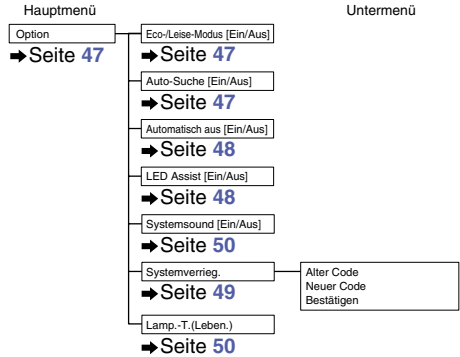 Hauptmenü
Untermenü
Option
➡Seite 47
Eco-/Leise-Modus [Ein/Aus]
➡Seite 47
Auto-Suche [Ein/Aus]
➡Seite 47
Automatisch aus [Ein/Aus]
➡Seite 48
LED Assist [Ein/Aus]
➡Seite 48
Systemsound [Ein/Aus]
➡Seite 50
Systemverrieg.
➡Seite 49
Alter Code
Neuer Code
Bestätigen
Lamp.-T.(Leben.)
➡Seite 50